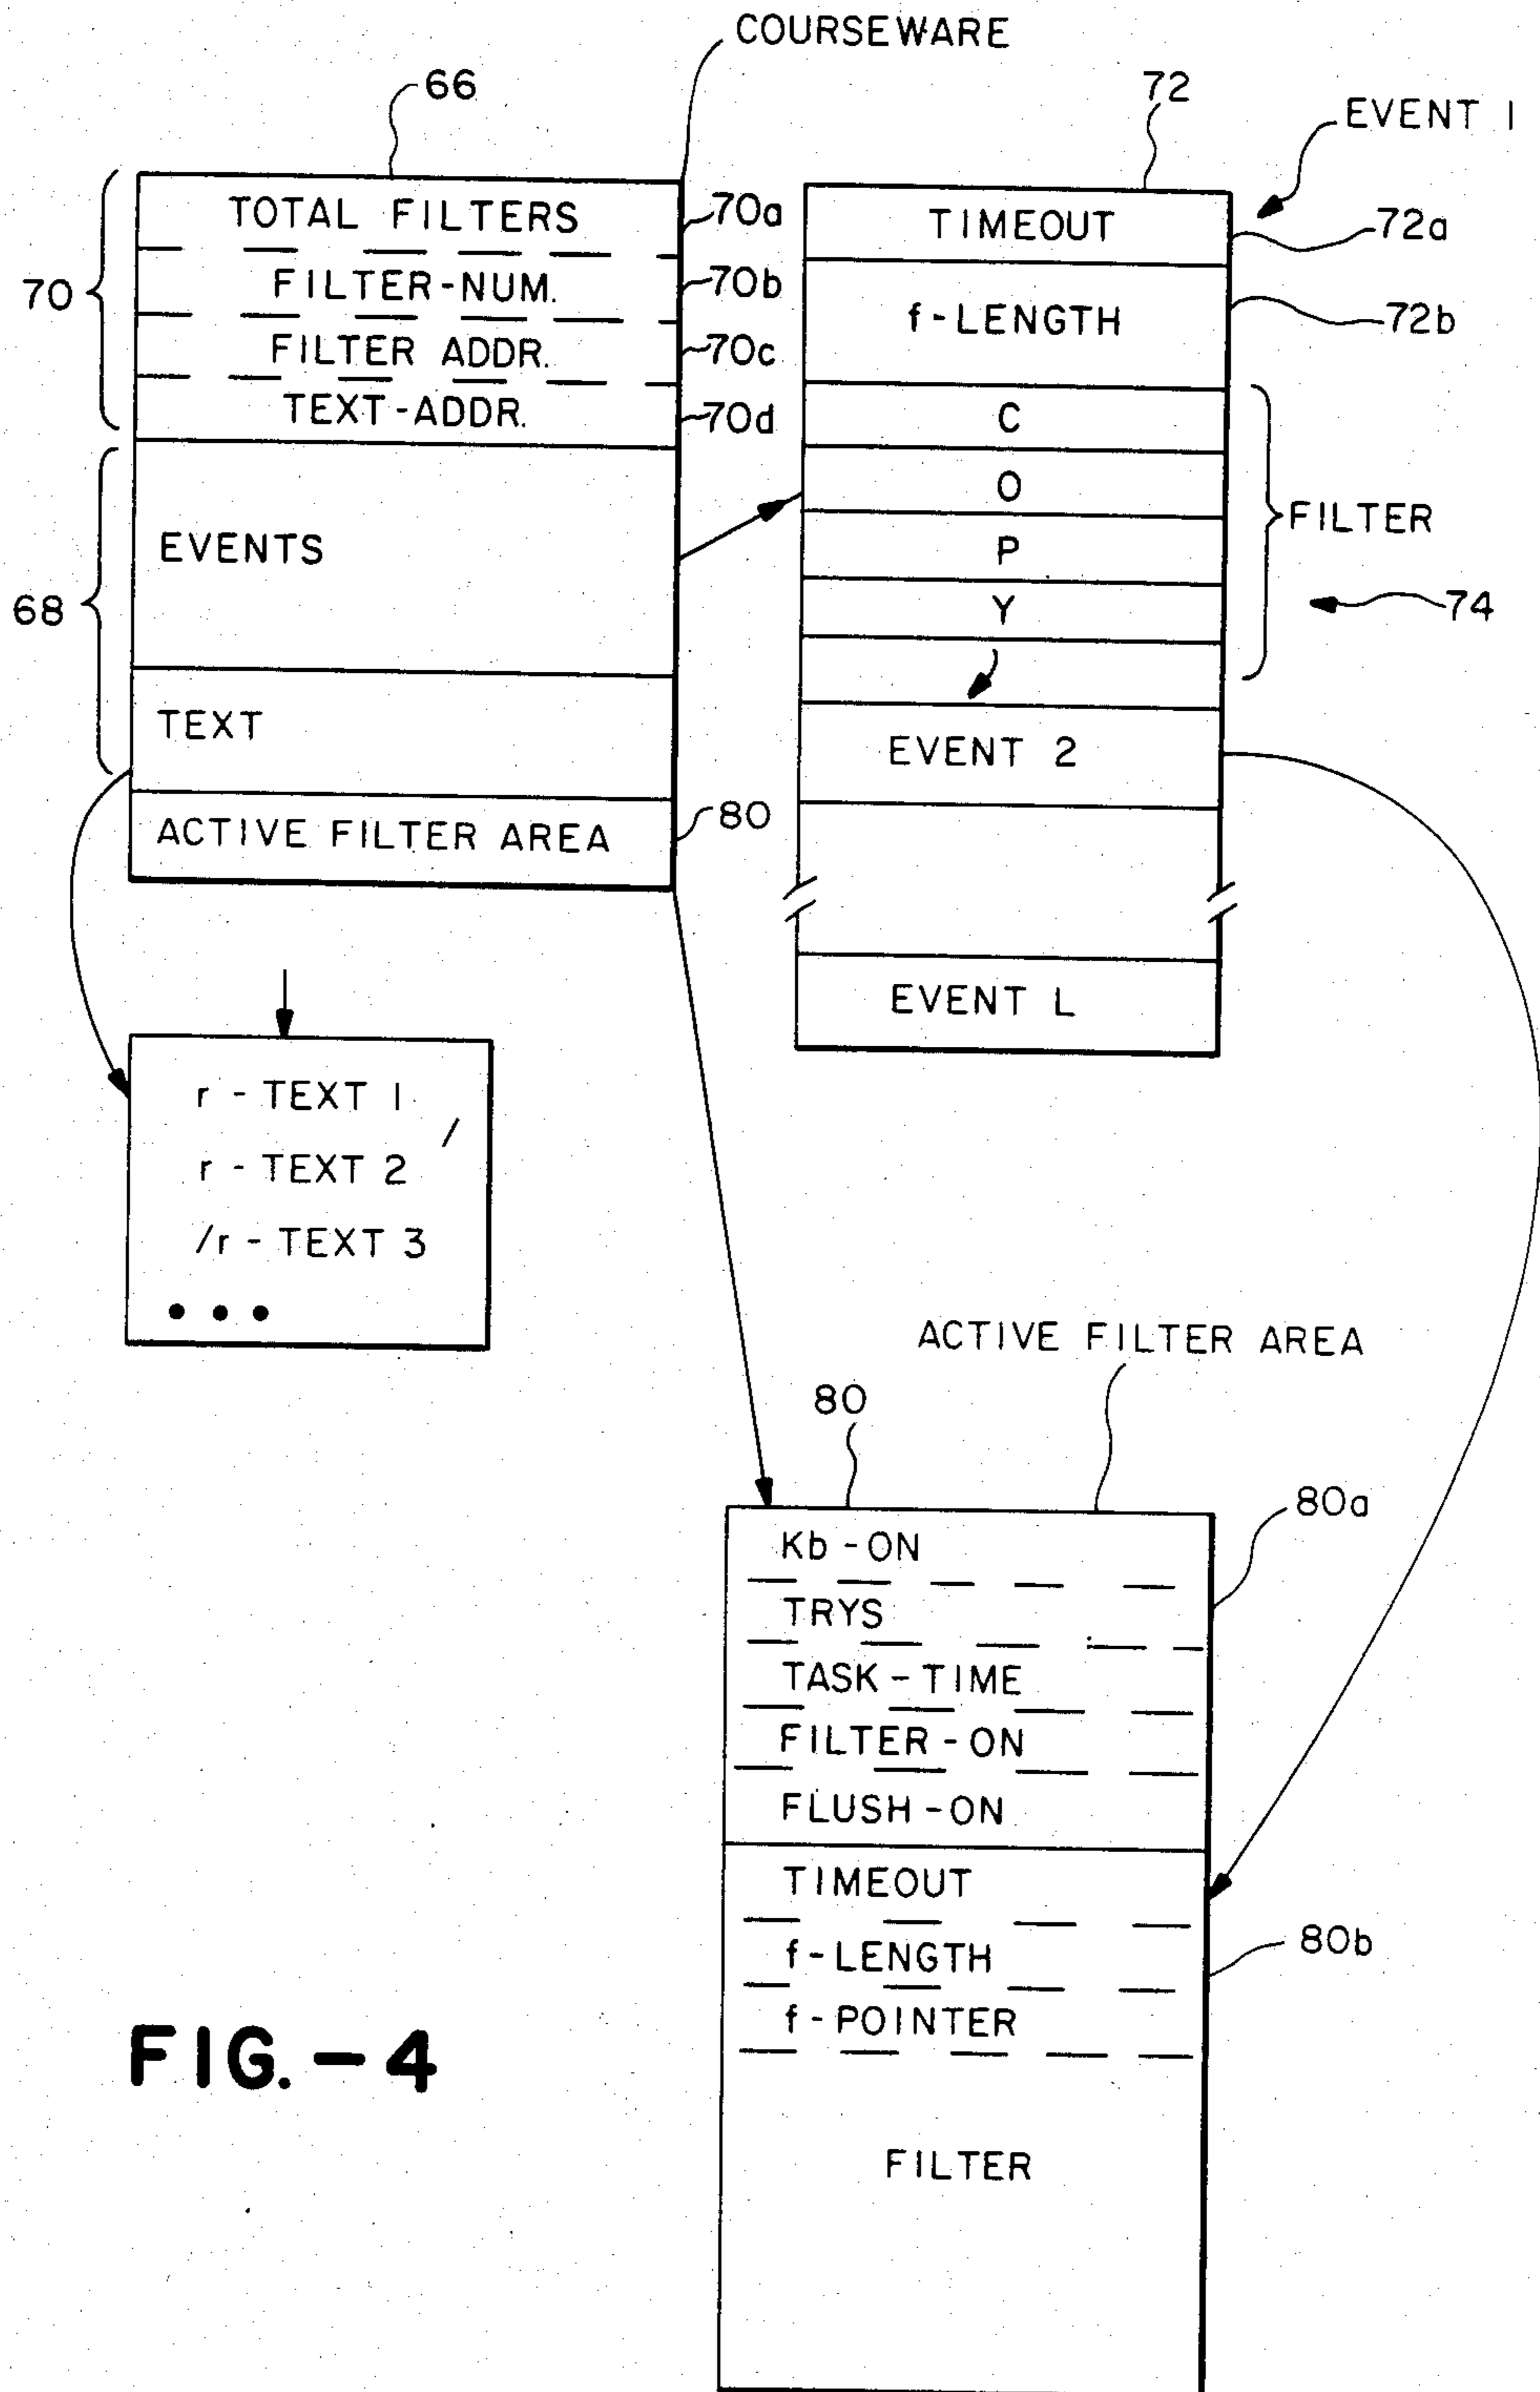 COURSEWARE
66
72
EVENT 1
70
TOTAL FILTERS
70a
FILTER-NUM.
70b
FILTER ADDR.
70c
TEXT-ADDR.
70d
68
EVENTS
TEXT
ACTIVE FILTER AREA
80
TIMEOUT
72a
f-LENGTH
72b
C
O
P
Y
FILTER
74
EVENT 2
EVENT L
r - TEXT 1
/
r - TEXT 2
/r - TEXT 3
• • •
ACTIVE FILTER AREA
80
80a
Kb-ON
TRYS
TASK-TIME
FILTER-ON
FLUSH-ON
TIMEOUT
f-LENGTH
80b
f-POINTER
FILTER
FIG.-4